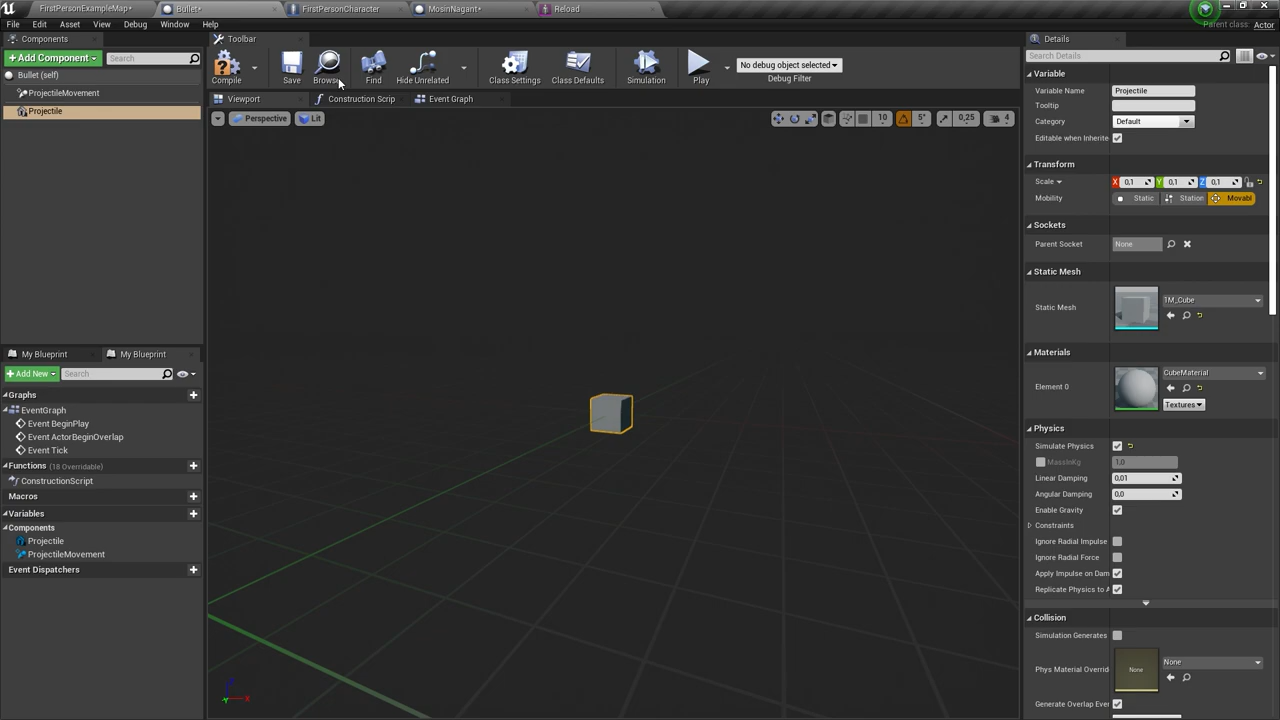 FirstPersonExampleMap*
Bullet*
FirstPersonCharacter
MosinNagant*
Reload
File Edit Asset View Debug Window Help
Parent class: Actor
Components
+ Add Component
Search
Bullet (self)
ProjectileMovement
Projectile
Toolbar
Compile
Save
Browse
Find
Hide Unrelated
Class Settings
Class Defaults
Simulation
Play
No debug object selected
Debug Filter
Viewport
Construction Scrip
Event Graph
Perspective
Lit
10
5°
0,25
4
My Blueprint
My Blueprint
+ Add New
Search
Graphs
EventGraph
Event BeginPlay
Event ActorBeginOverlap
Event Tick
Functions (18 Overridable)
ConstructionScript
Macros
Variables
Components
Projectile
ProjectileMovement
Event Dispatchers
Details
Search Details
Variable
Variable Name Projectile
Tooltip
Category Default
Editable when Inherite
Transform
Scale X 0,1 Y 0,1 Z 0,1
Mobility Static Station Movabl
Sockets
Parent Socket None
Static Mesh
Static Mesh 1M_Cube
Materials
Element 0 CubeMaterial
Textures
Physics
Simulate Physics
MassInKg 1,0
Linear Damping 0,01
Angular Damping 0,0
Enable Gravity
Constraints
Ignore Radial Impulse
Ignore Radial Force
Apply Impulse on Dam
Replicate Physics to A
Collision
Simulation Generates
Phys Material Overrid None None
Generate Overlap Even